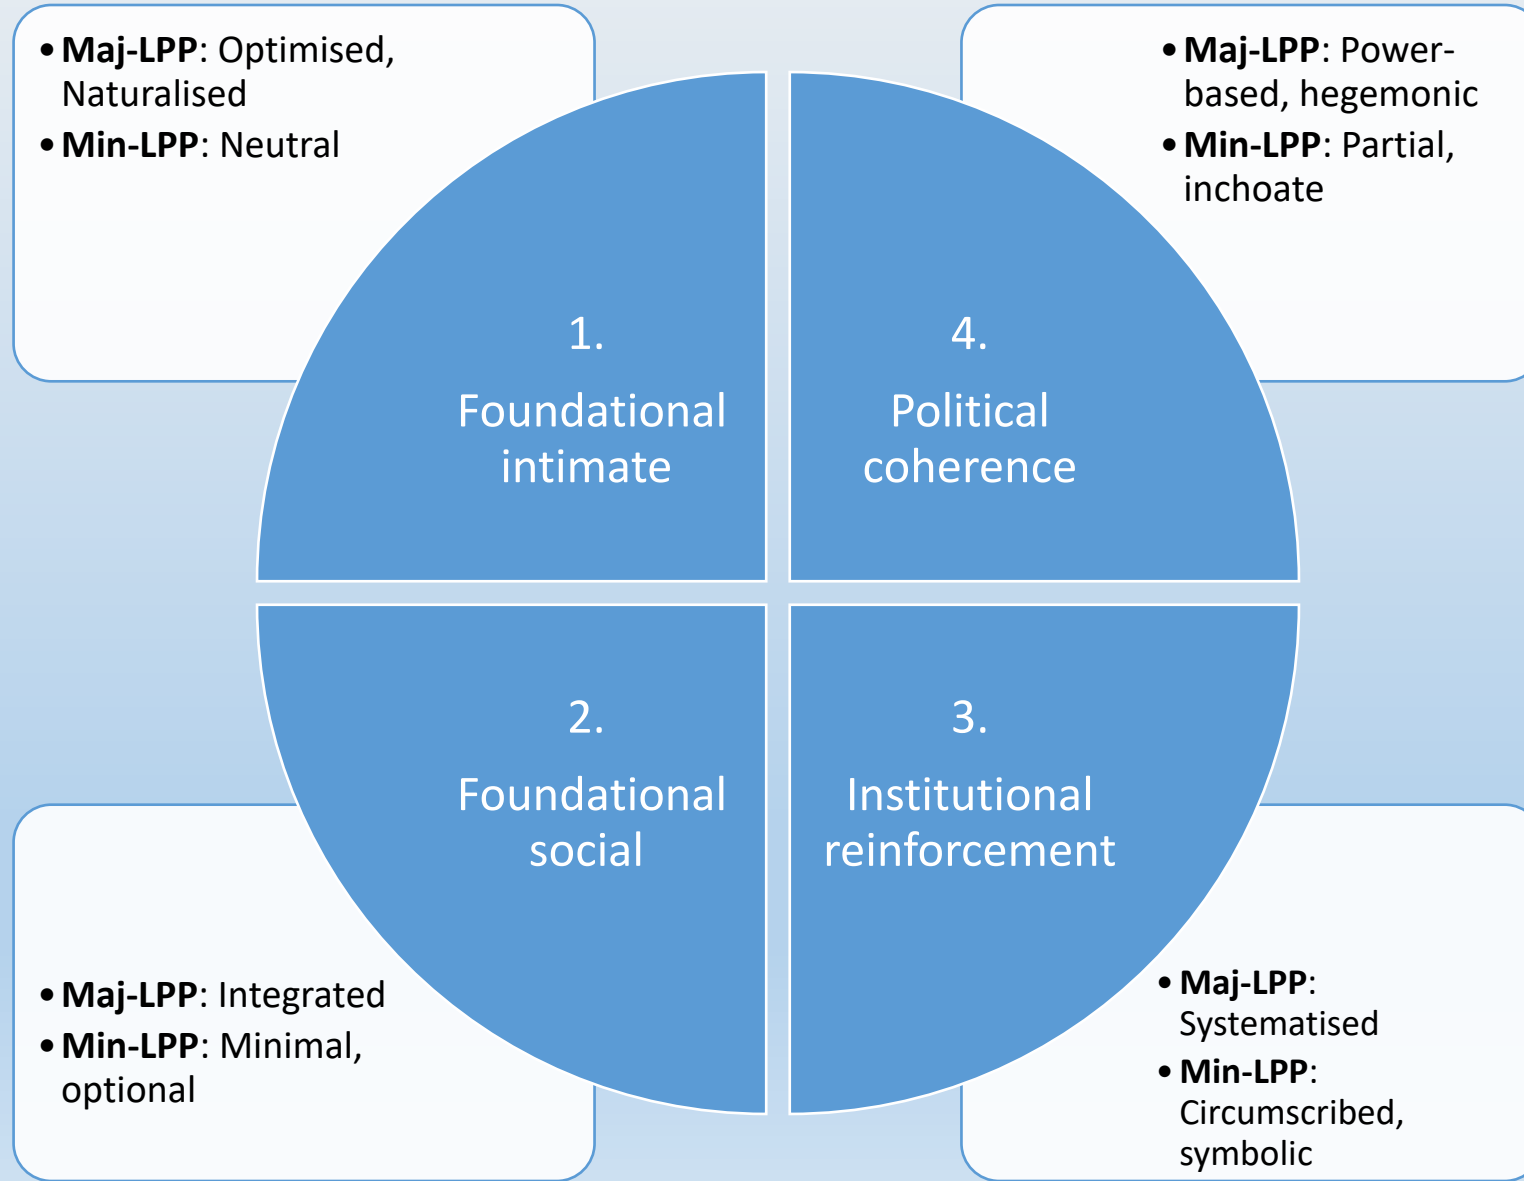 • Maj-LPP: Optimised,
Naturalised
• Min-LPP: Neutral
• Maj-LPP: Power-
based, hegemonic
• Min-LPP: Partial,
inchoate
1.
Foundational
intimate
4.
Political
coherence
2.
Foundational
social
3.
Institutional
reinforcement
• Maj-LPP: Integrated
• Min-LPP: Minimal,
optional
• Maj-LPP:
Systematised
• Min-LPP:
Circumscribed,
symbolic